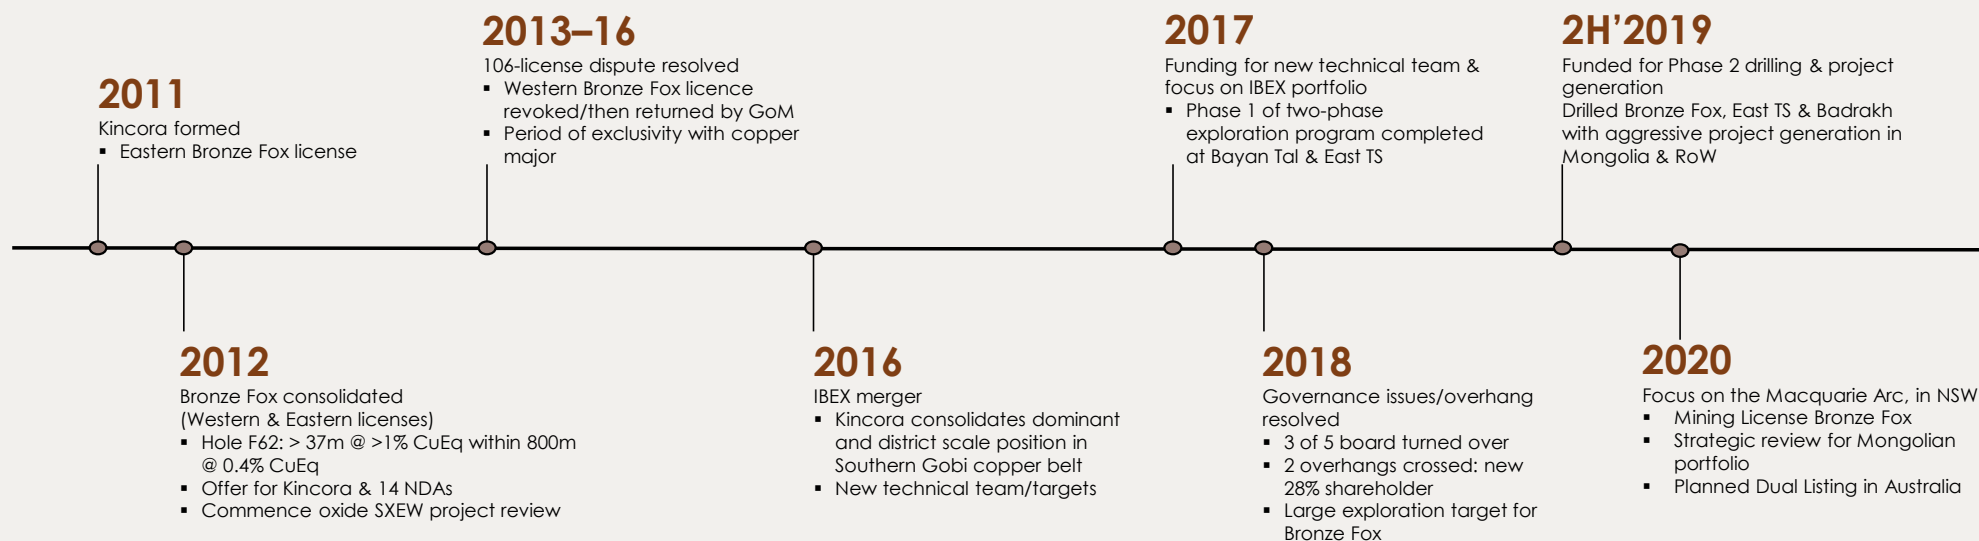 2011
Kincora formed
▪ Eastern Bronze Fox license
2012
Bronze Fox consolidated
(Western & Eastern licenses)
▪ Hole F62: > 37m @ >1% CuEq within 800m
@ 0.4% CuEq
▪ Offer for Kincora & 14 NDAs
▪ Commence oxide SXEW project review
2013–16
106-license dispute resolved
▪ Western Bronze Fox licence
revoked/then returned by GoM
▪ Period of exclusivity with copper
major
2016
IBEX merger
▪ Kincora consolidates dominant
and district scale position in
Southern Gobi copper belt
▪ New technical team/targets
2017
Funding for new technical team &
focus on IBEX portfolio
▪ Phase 1 of two-phase
exploration program completed
at Bayan Tal & East TS
2018
Governance issues/overhang
resolved
▪ 3 of 5 board turned over
▪ 2 overhangs crossed: new
28% shareholder
▪ Large exploration target for
Bronze Fox
2H’2019
Funded for Phase 2 drilling & project
generation
Drilled Bronze Fox, East TS & Badrakh
with aggressive project generation in
Mongolia & RoW
2020
Focus on the Macquarie Arc, in NSW
▪ Mining License Bronze Fox
▪ Strategic review for Mongolian
portfolio
▪ Planned Dual Listing in Australia